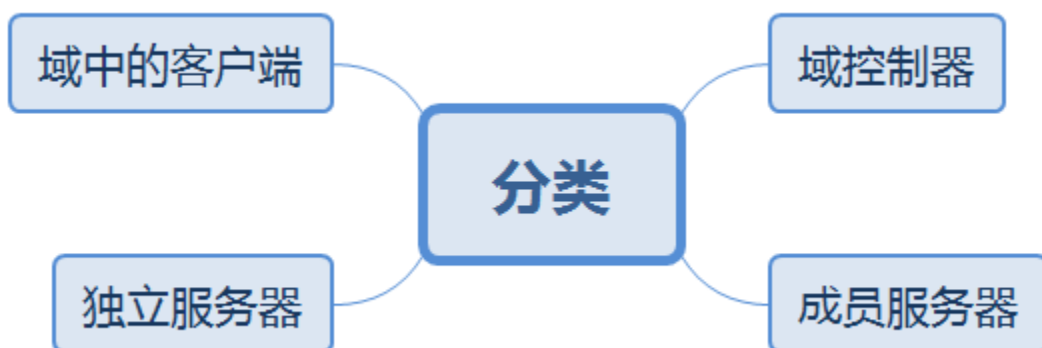 域中的客户端
域控制器
分类
独立服务器
成员服务器